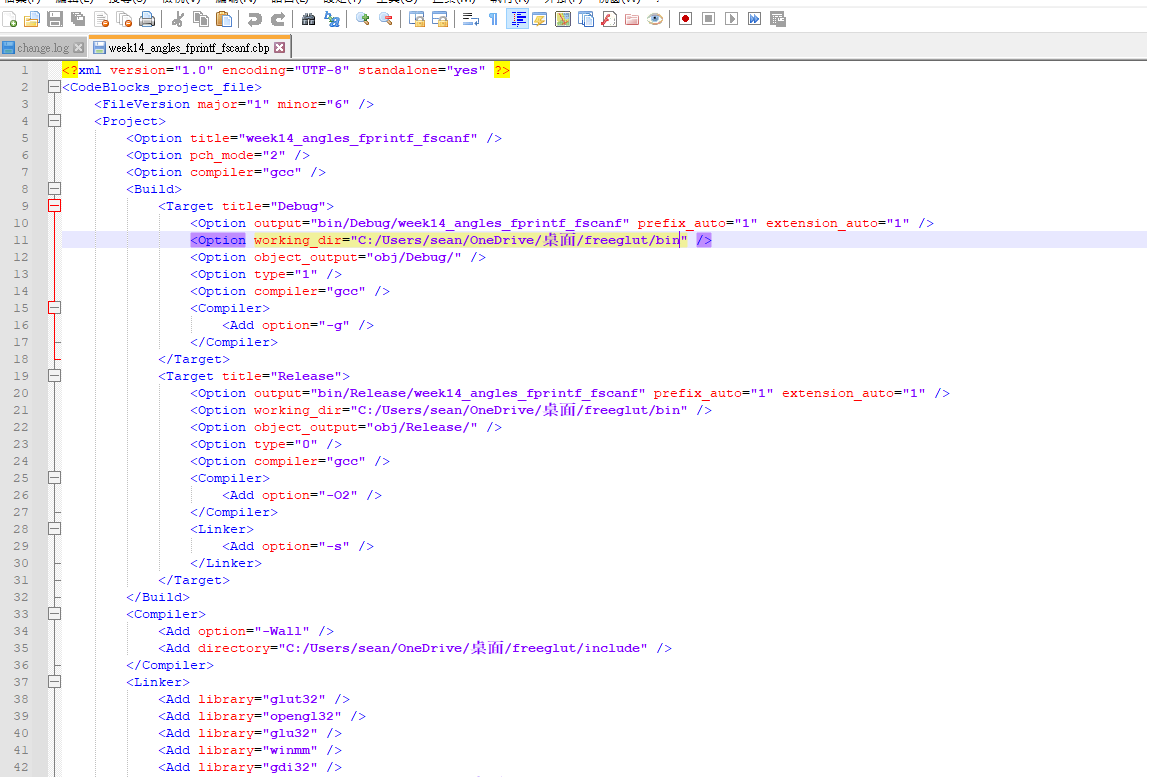 change.log week14_angles_fprintf_fscanf.cbp
1 <?xml version="1.0" encoding="UTF-8" standalone="yes" ?>
2 <CodeBlocks_project_file>
3 <FileVersion major="1" minor="6" />
4 <Project>
5 <Option title="week14_angles_fprintf_fscanf" />
6 <Option pch_mode="2" />
7 <Option compiler="gcc" />
8 <Build>
9 <Target title="Debug">
10 <Option output="bin/Debug/week14_angles_fprintf_fscanf" prefix_auto="1" extension_auto="1" />
11 <Option working_dir="C:/Users/sean/OneDrive/桌面/freeglut/bin" />
12 <Option object_output="obj/Debug/" />
13 <Option type="1" />
14 <Option compiler="gcc" />
15 <Compiler>
16 <Add option="-g" />
17 </Compiler>
18 </Target>
19 <Target title="Release">
20 <Option output="bin/Release/week14_angles_fprintf_fscanf" prefix_auto="1" extension_auto="1" />
21 <Option working_dir="C:/Users/sean/OneDrive/桌面/freeglut/bin" />
22 <Option object_output="obj/Release/" />
23 <Option type="0" />
24 <Option compiler="gcc" />
25 <Compiler>
26 <Add option="-O2" />
27 </Compiler>
28 <Linker>
29 <Add option="-s" />
30 </Linker>
31 </Target>
32 </Build>
33 <Compiler>
34 <Add option="-Wall" />
35 <Add directory="C:/Users/sean/OneDrive/桌面/freeglut/include" />
36 </Compiler>
37 <Linker>
38 <Add library="glut32" />
39 <Add library="opengl32" />
40 <Add library="glu32" />
41 <Add library="winmm" />
42 <Add library="gdi32" />